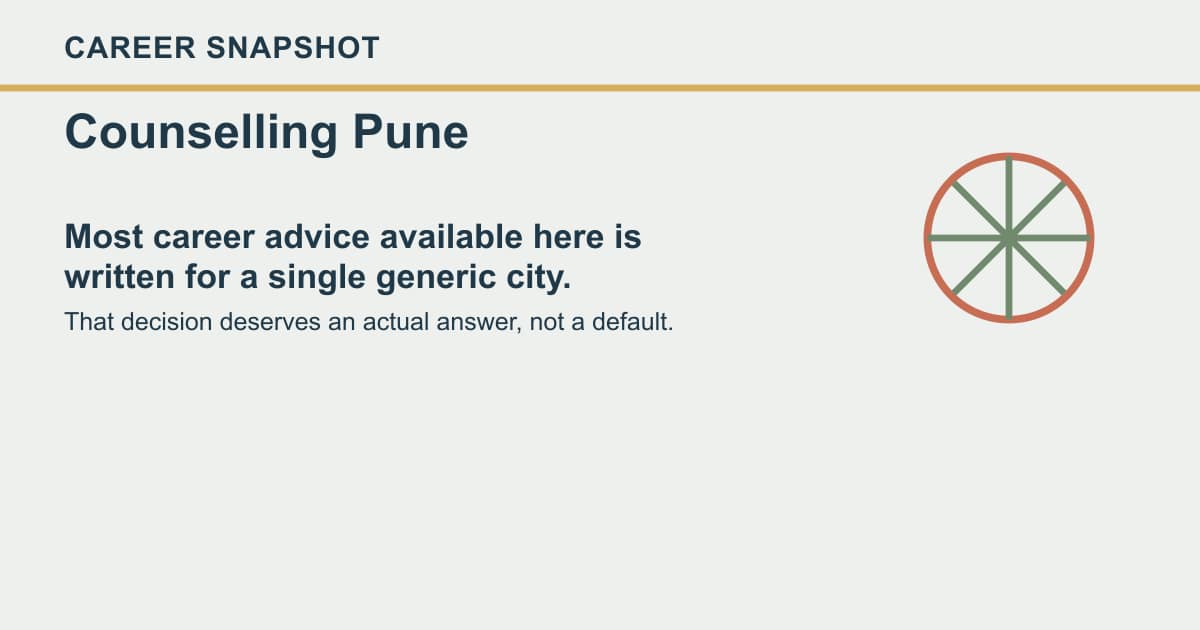 CAREER SNAPSHOT
Counselling Pune
Most career advice available here is
written for a single generic city.
That decision deserves an actual answer, not a default.